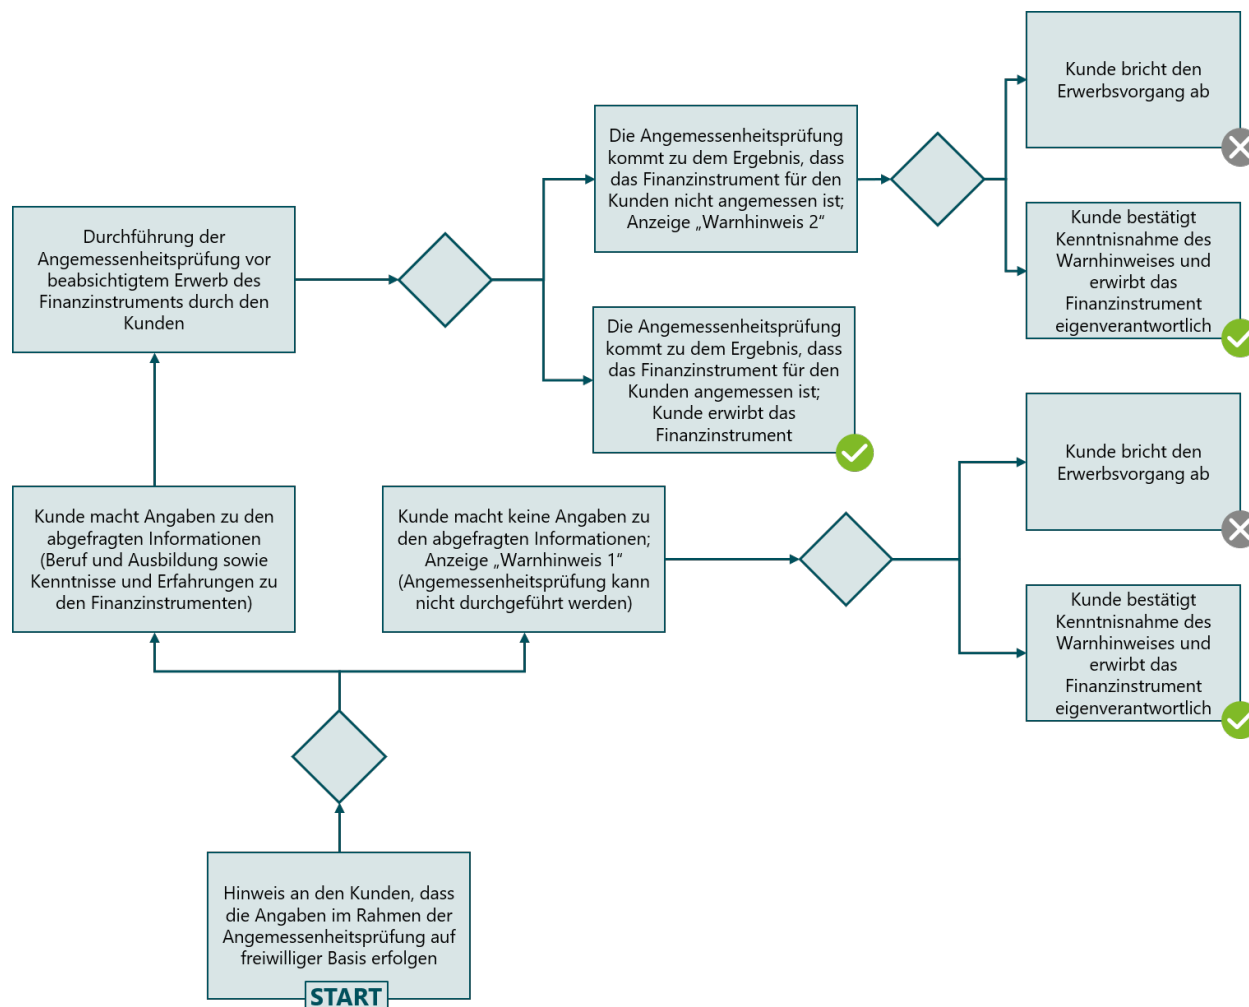 Kunde bricht den
Erwerbsvorgang ab
Die Angemessenheitsprüfung
kommt zu dem Ergebnis, dass
das Finanzinstrument für den
Kunden nicht angemessen ist;
Anzeige „Warnhinweis 2“
Kunde bestätigt
Kenntnisnahme des
Warnhinweises und
erwirbt das
Finanzinstrument
eigenverantwortlich
Durchführung der
Angemessenheitsprüfung vor
beabsichtigtem Erwerb des
Finanzinstruments durch den
Kunden
Die Angemessenheitsprüfung
kommt zu dem Ergebnis, dass
das Finanzinstrument für den
Kunden angemessen ist;
Kunde erwirbt das
Finanzinstrument
Kunde bricht den
Erwerbsvorgang ab
Kunde macht Angaben zu den
abgefragten Informationen
(Beruf und Ausbildung sowie
Kenntnisse und Erfahrungen zu
den Finanzinstrumenten)
Kunde macht keine Angaben zu
den abgefragten Informationen;
Anzeige „Warnhinweis 1“
(Angemessenheitsprüfung kann
nicht durchgeführt werden)
Kunde bestätigt
Kenntnisnahme des
Warnhinweises und
erwirbt das
Finanzinstrument
eigenverantwortlich
Hinweis an den Kunden, dass
die Angaben im Rahmen der
Angemessenheitsprüfung auf
freiwilliger Basis erfolgen
START